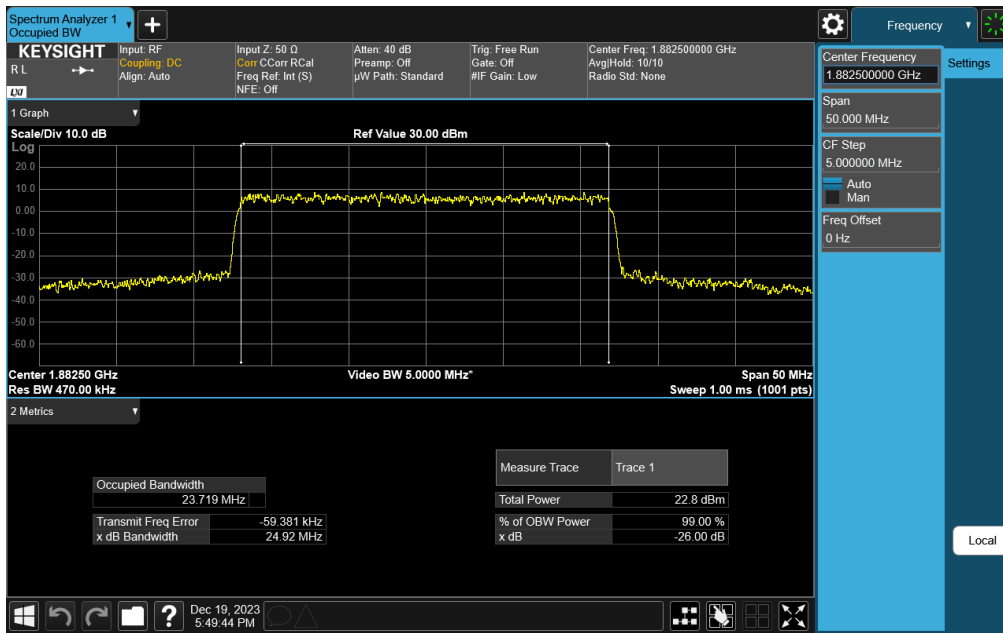 Spectrum Analyzer 1
Occupied BW
Frequency
KEYSIGHT
R L
LXI
Input: RF
Coupling: DC
Align: Auto
Input Z: 50 Ω
Corr CCorr RCal
Freq Ref: Int (S)
NFE: Off
Atten: 40 dB
Preamp: Off
µW Path: Standard
Trig: Free Run
Gate: Off
#IF Gain: Low
Center Freq: 1.882500000 GHz
Avg|Hold: 10/10
Radio Std: None
Center Frequency
1.882500000 GHz
Settings
Span
50.000 MHz
CF Step
5.000000 MHz
Auto
Man
Freq Offset
0 Hz
Local
1 Graph
Scale/Div 10.0 dB
Ref Value 30.00 dBm
Log
20.0
10.0
0.00
-10.0
-20.0
-30.0
-40.0
-50.0
-60.0
Center 1.88250 GHz
Video BW 5.0000 MHz*
Span 50 MHz
Res BW 470.00 kHz
Sweep 1.00 ms (1001 pts)
2 Metrics
Occupied Bandwidth
23.719 MHz
Transmit Freq Error -59.381 kHz
x dB Bandwidth 24.92 MHz
Measure Trace Trace 1
Total Power 22.8 dBm
% of OBW Power 99.00 %
x dB -26.00 dB
Dec 19, 2023
5:49:44 PM